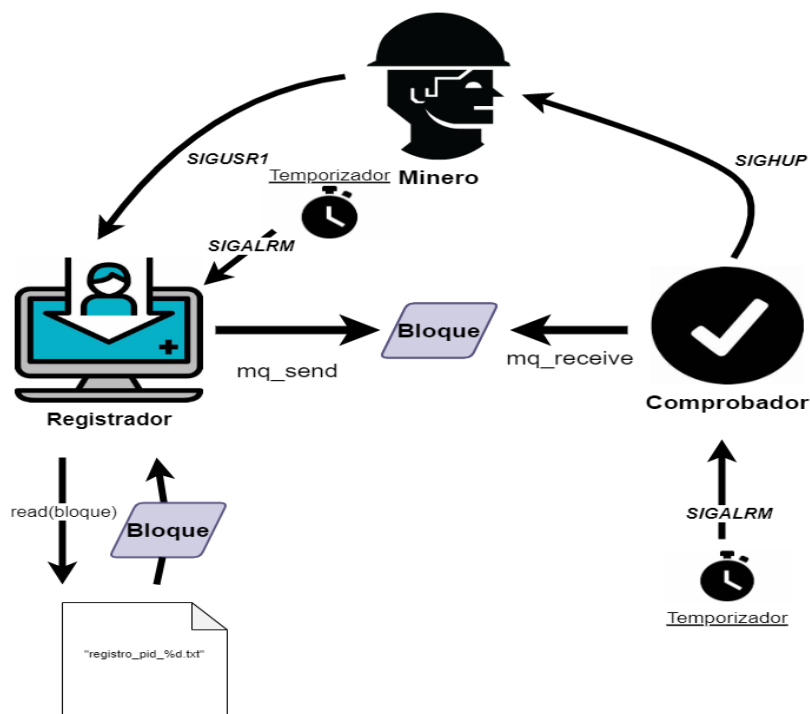 SIGUSR1
Temporizador
Minero
SIGHUP
SIGALRM
Bloque
mq_send
mq_receive
Registrador
Comprobador
read(bloque)
Bloque
SIGALRM
Temporizador
"registro_pid_%d.txt"